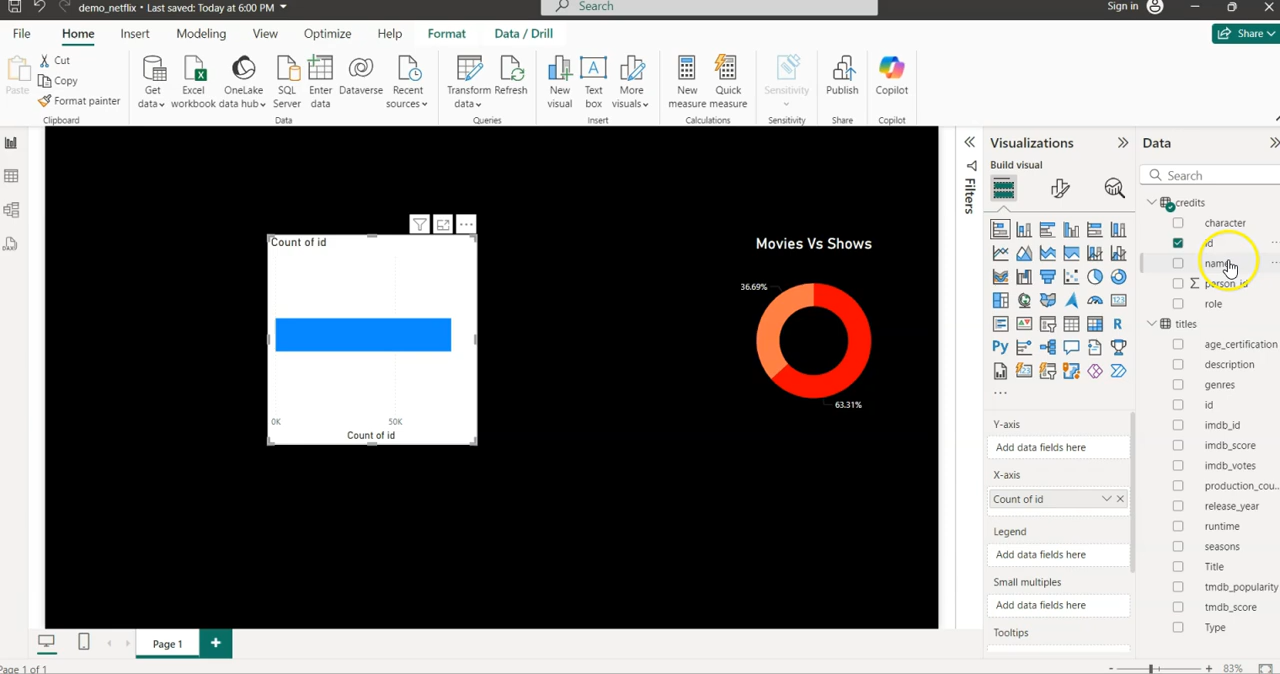 demo_netflix • Last saved: Today at 6:00 PM
Search
Sign in
File Home Insert Modeling View Optimize Help Format Data / Drill
Share
Paste
Cut
Copy
Format painter
Get data
Excel workbook
OneLake data hub
SQL Server
Enter data
Dataverse
Recent sources
Transform data
Refresh
New visual
Text box
More visuals
New measure
Quick measure
Sensitivity
Publish
Copilot
Clipboard
Data
Queries
Insert
Calculations
Sensitivity
Share
Copilot
Count of id
0K 50K
Count of id
Movies Vs Shows
36.69%
63.31%
Filters
Visualizations
Build visual
R
Py
Y-axis
Add data fields here
X-axis
Count of id
Legend
Add data fields here
Small multiples
Add data fields here
Tooltips
Data
Search
credits
character
id
name
person_id
role
titles
age_certification
description
genres
id
imdb_id
imdb_score
imdb_votes
production_cou...
release_year
runtime
seasons
Title
tmdb_popularity
tmdb_score
Type
Page 1
Page 1 of 1
83%